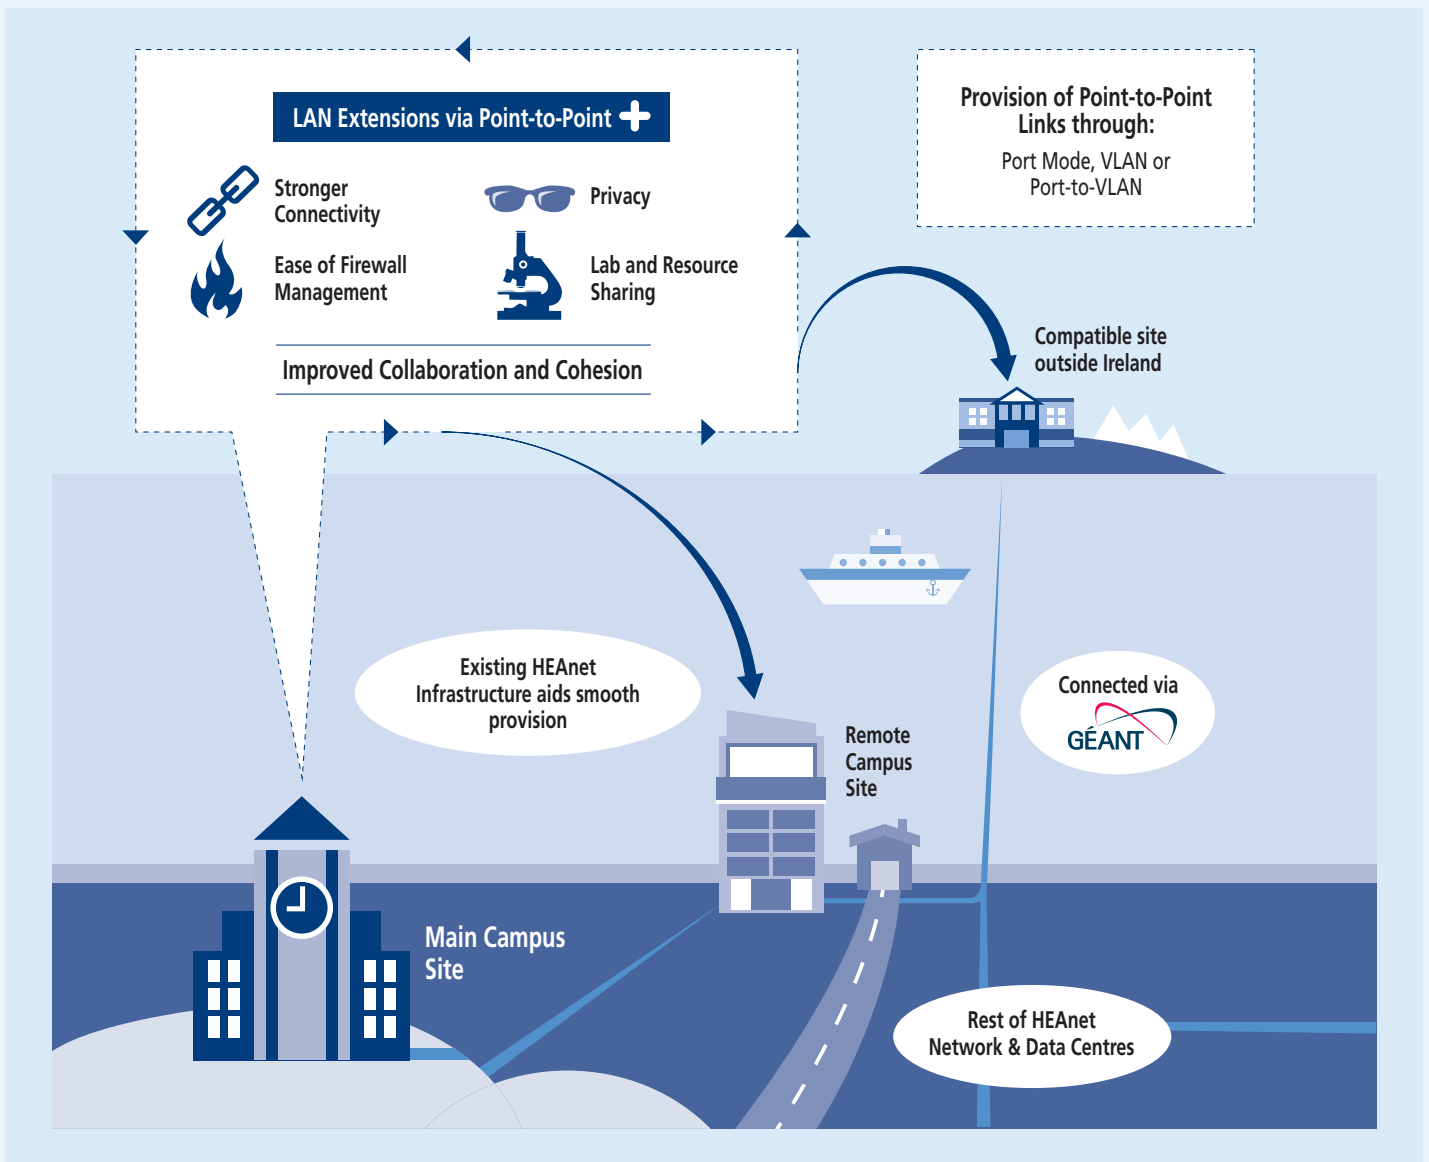 LAN Extensions via Point-to-Point
Stronger
Connectivity
Privacy
Ease of Firewall
Management
Lab and Resource
Sharing
Improved Collaboration and Cohesion
Provision of Point-to-Point
Links through:
Port Mode, VLAN or
Port-to-VLAN
Compatible site
outside Ireland
Existing HEAnet
Infrastructure aids smooth
provision
Remote
Campus
Site
Connected via
GÉANT
Main Campus
Site
Rest of HEAnet
Network & Data Centres